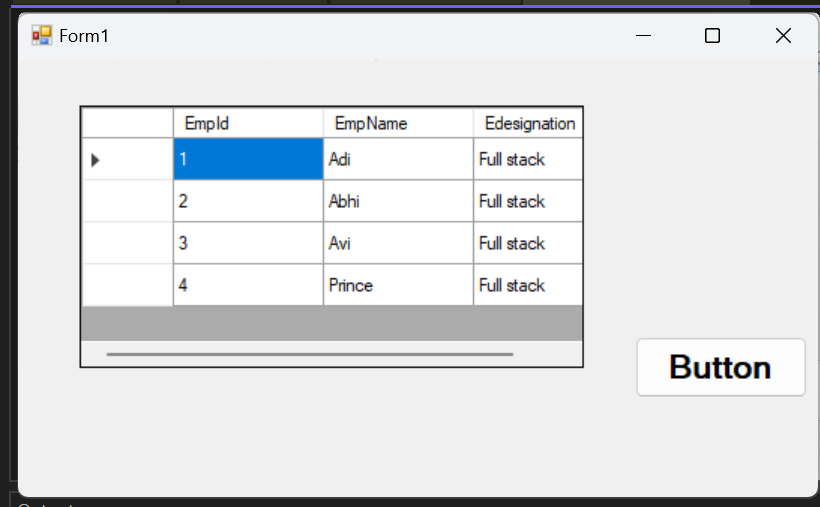 Form1
EmpId EmpName Edesignation
1 Adi Full stack
2 Abhi Full stack
3 Avi Full stack
4 Prince Full stack
Button